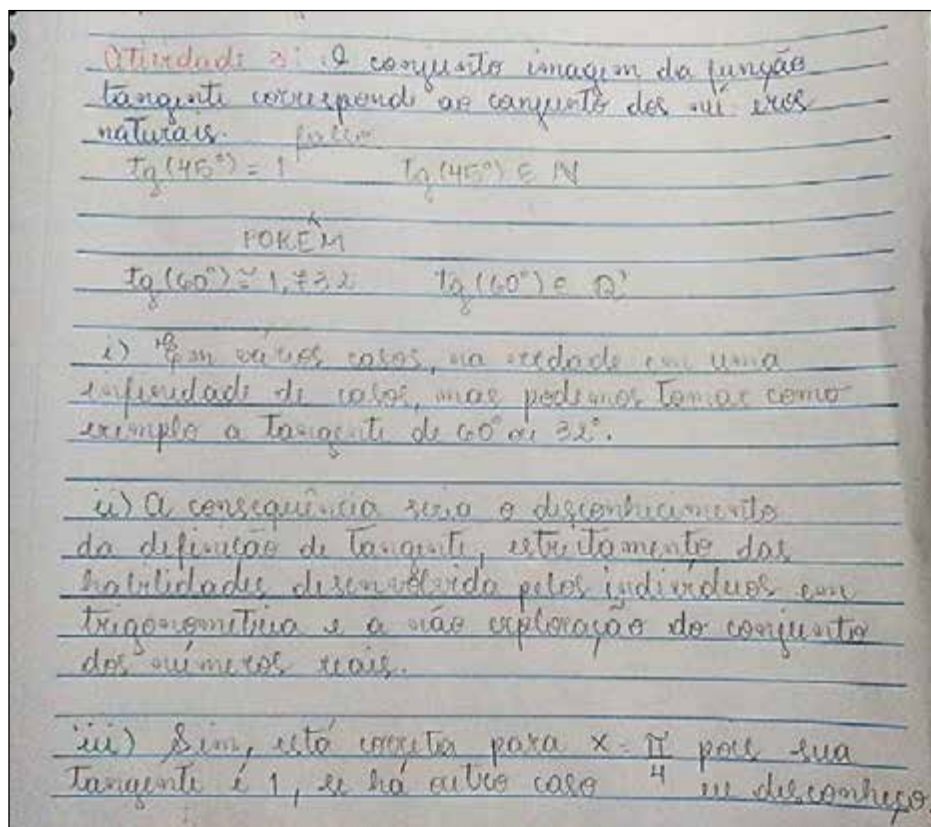 Atividade 3: O conjunto imagem da função
tangente corresponde ao conjunto dos nú eros
naturais. falso
tg(45°) = 1 tg(45°) ∈ N
PORÉM
tg(60°) ≅ 1,732 tg(60°) ∈ Q'
i) Em vários casos, na verdade em uma
infinidade de casos, mas podemos tomar como
exemplo a tangente de 60° ou 32°.
ii) A consequência seria o desconhecimento
da definição de tangente, estreitamento das
habilidades desenvolvida pelos indivíduos em
trigonometria e a não exploração do conjunto
dos números reais.
iii) Sim, está correta para x = π/4 pois sua
tangente é 1, se há outro caso eu desconheço.